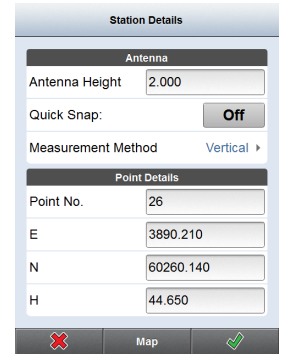 Station Details
Antenna
Antenna Height 2.000
Quick Snap: Off
Measurement Method Vertical
Point Details
Point No. 26
E 3890.210
N 60260.140
H 44.650
Map